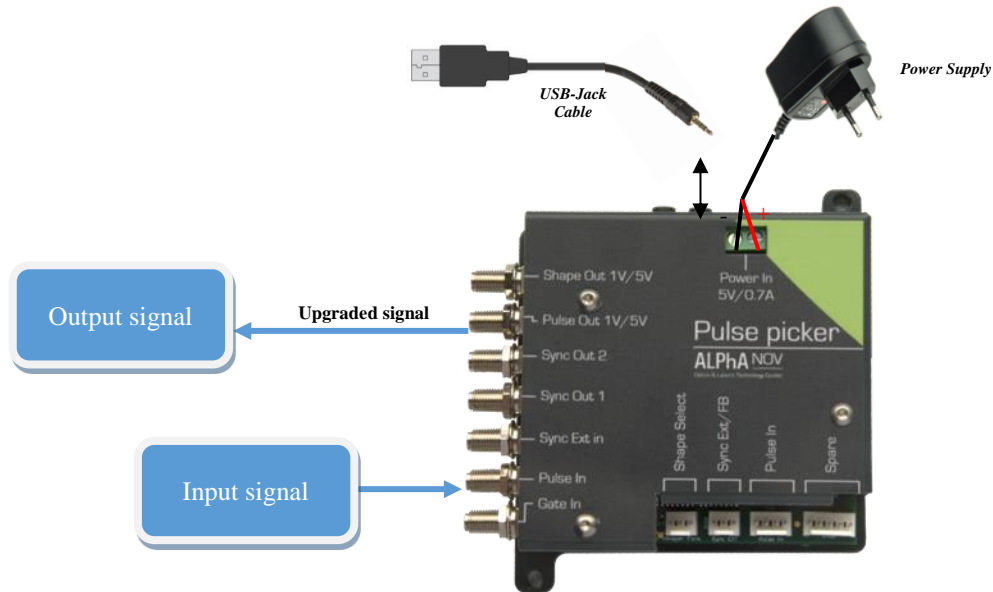 Power Supply
USB-Jack
Cable
- +
Power In
5V/0.7A
Shape Out 1V/5V
Output signal
Upgraded signal
Pulse Out 1V/5V
Pulse picker
ALPhA NOV
Sync Out 2
Sync Out 1
Sync Ext in
Input signal
Pulse In
Gate In
Shape Select
Sync Ext/FB
Pulse In
Spare